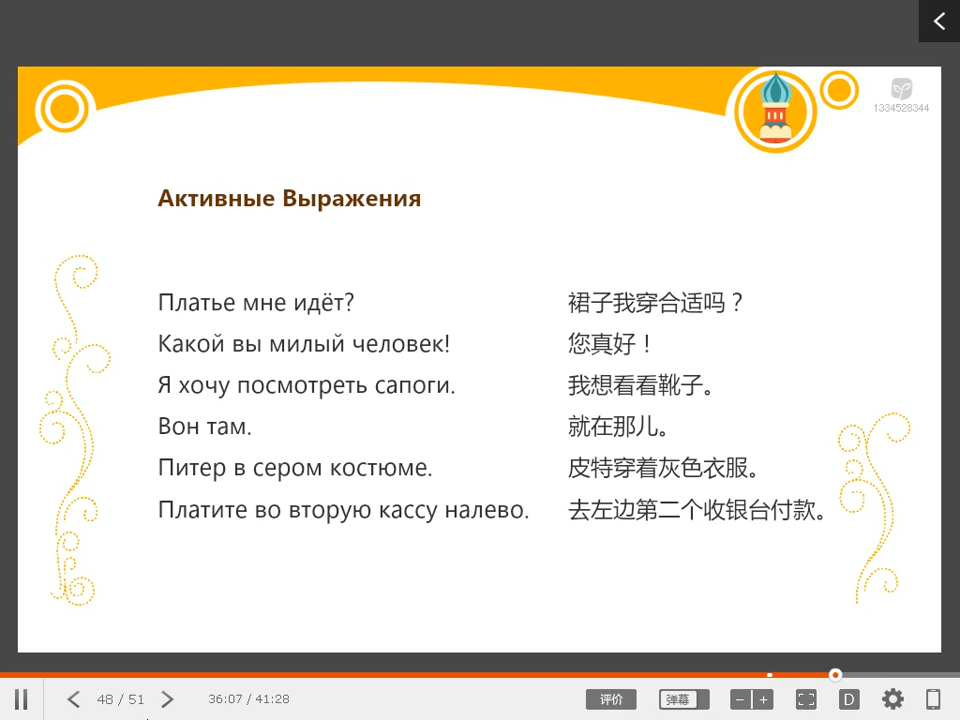 1334528344
Активные Выражения
Платье мне идёт? 裙子我穿合适吗？
Какой вы милый человек! 您真好！
Я хочу посмотреть сапоги. 我想看看靴子。
Вон там. 就在那儿。
Питер в сером костюме. 皮特穿着灰色衣服。
Платите во вторую кассу налево. 去左边第二个收银台付款。
48 / 51 36:07 / 41:28 评价 弹幕 D